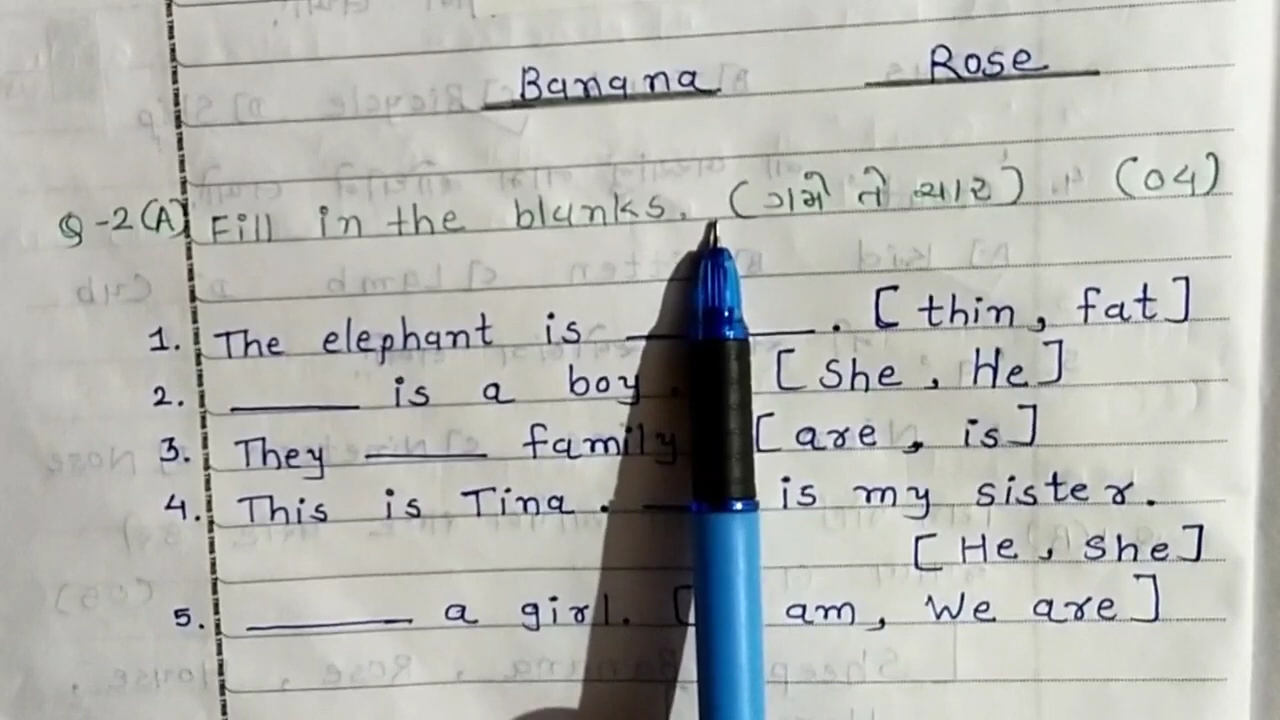 Banana Rose
Q-2(A) Fill in the blanks. (ગમે તે ચાર) (04)
1. The elephant is ______. [thin, fat]
2. ______ is a boy. [She, He]
3. They ______ family [are, is]
4. This is Tina. ______ is my sister.
[He, She]
5. ______ a girl. [ am, We are]